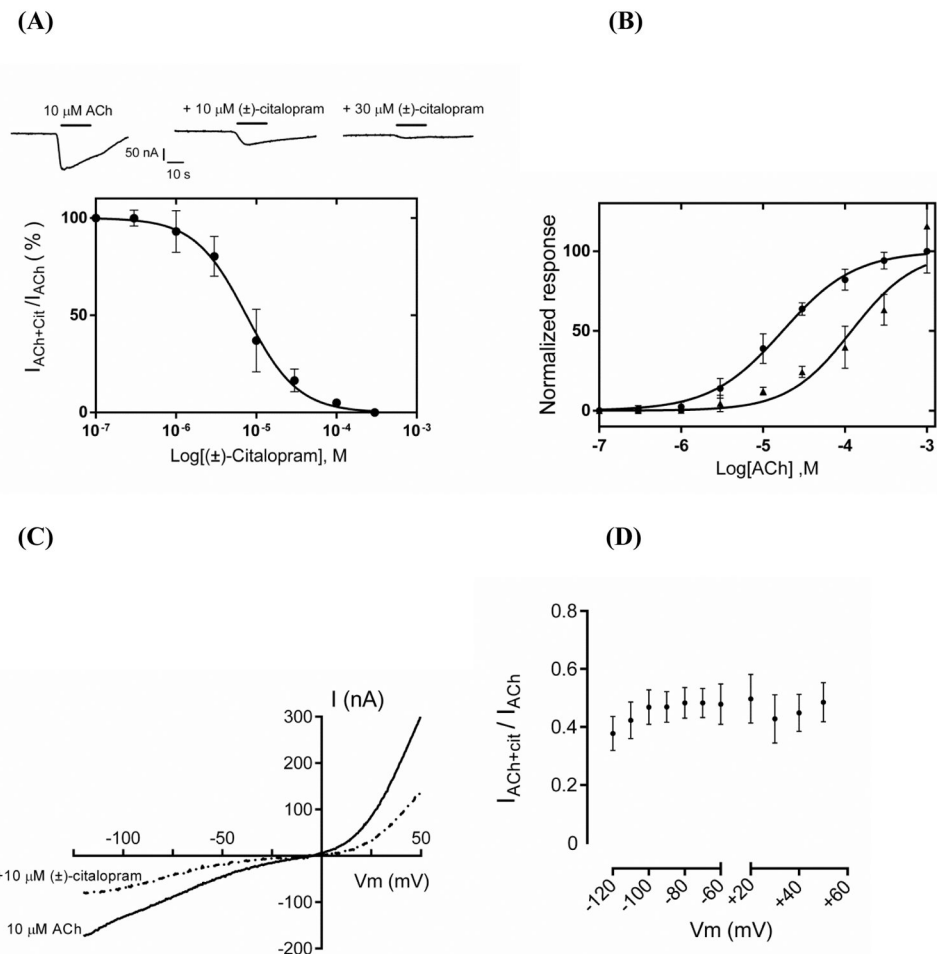 (A)
(B)
10 μM ACh
+ 10 μM (±)-citalopram
+ 30 μM (±)-citalopram
50 nA
10 s
I_ACh+Cit /I_ACh ( % )
100
50
0
10-7
10-6
10-5
10-4
10-3
Log[(±)-Citalopram], M
Normalized response
100
50
0
-7
-6
-5
-4
-3
Log[ACh] ,M
(C)
(D)
I (nA)
300
200
100
-100
-50
50
Vm (mV)
+10 μM (±)-citalopram
10 μM ACh
-100
-200
I_ACh+cit / I_ACh
0.8
0.6
0.4
0.2
0
-120
-100
-80
-60
+20
+40
+60
Vm (mV)